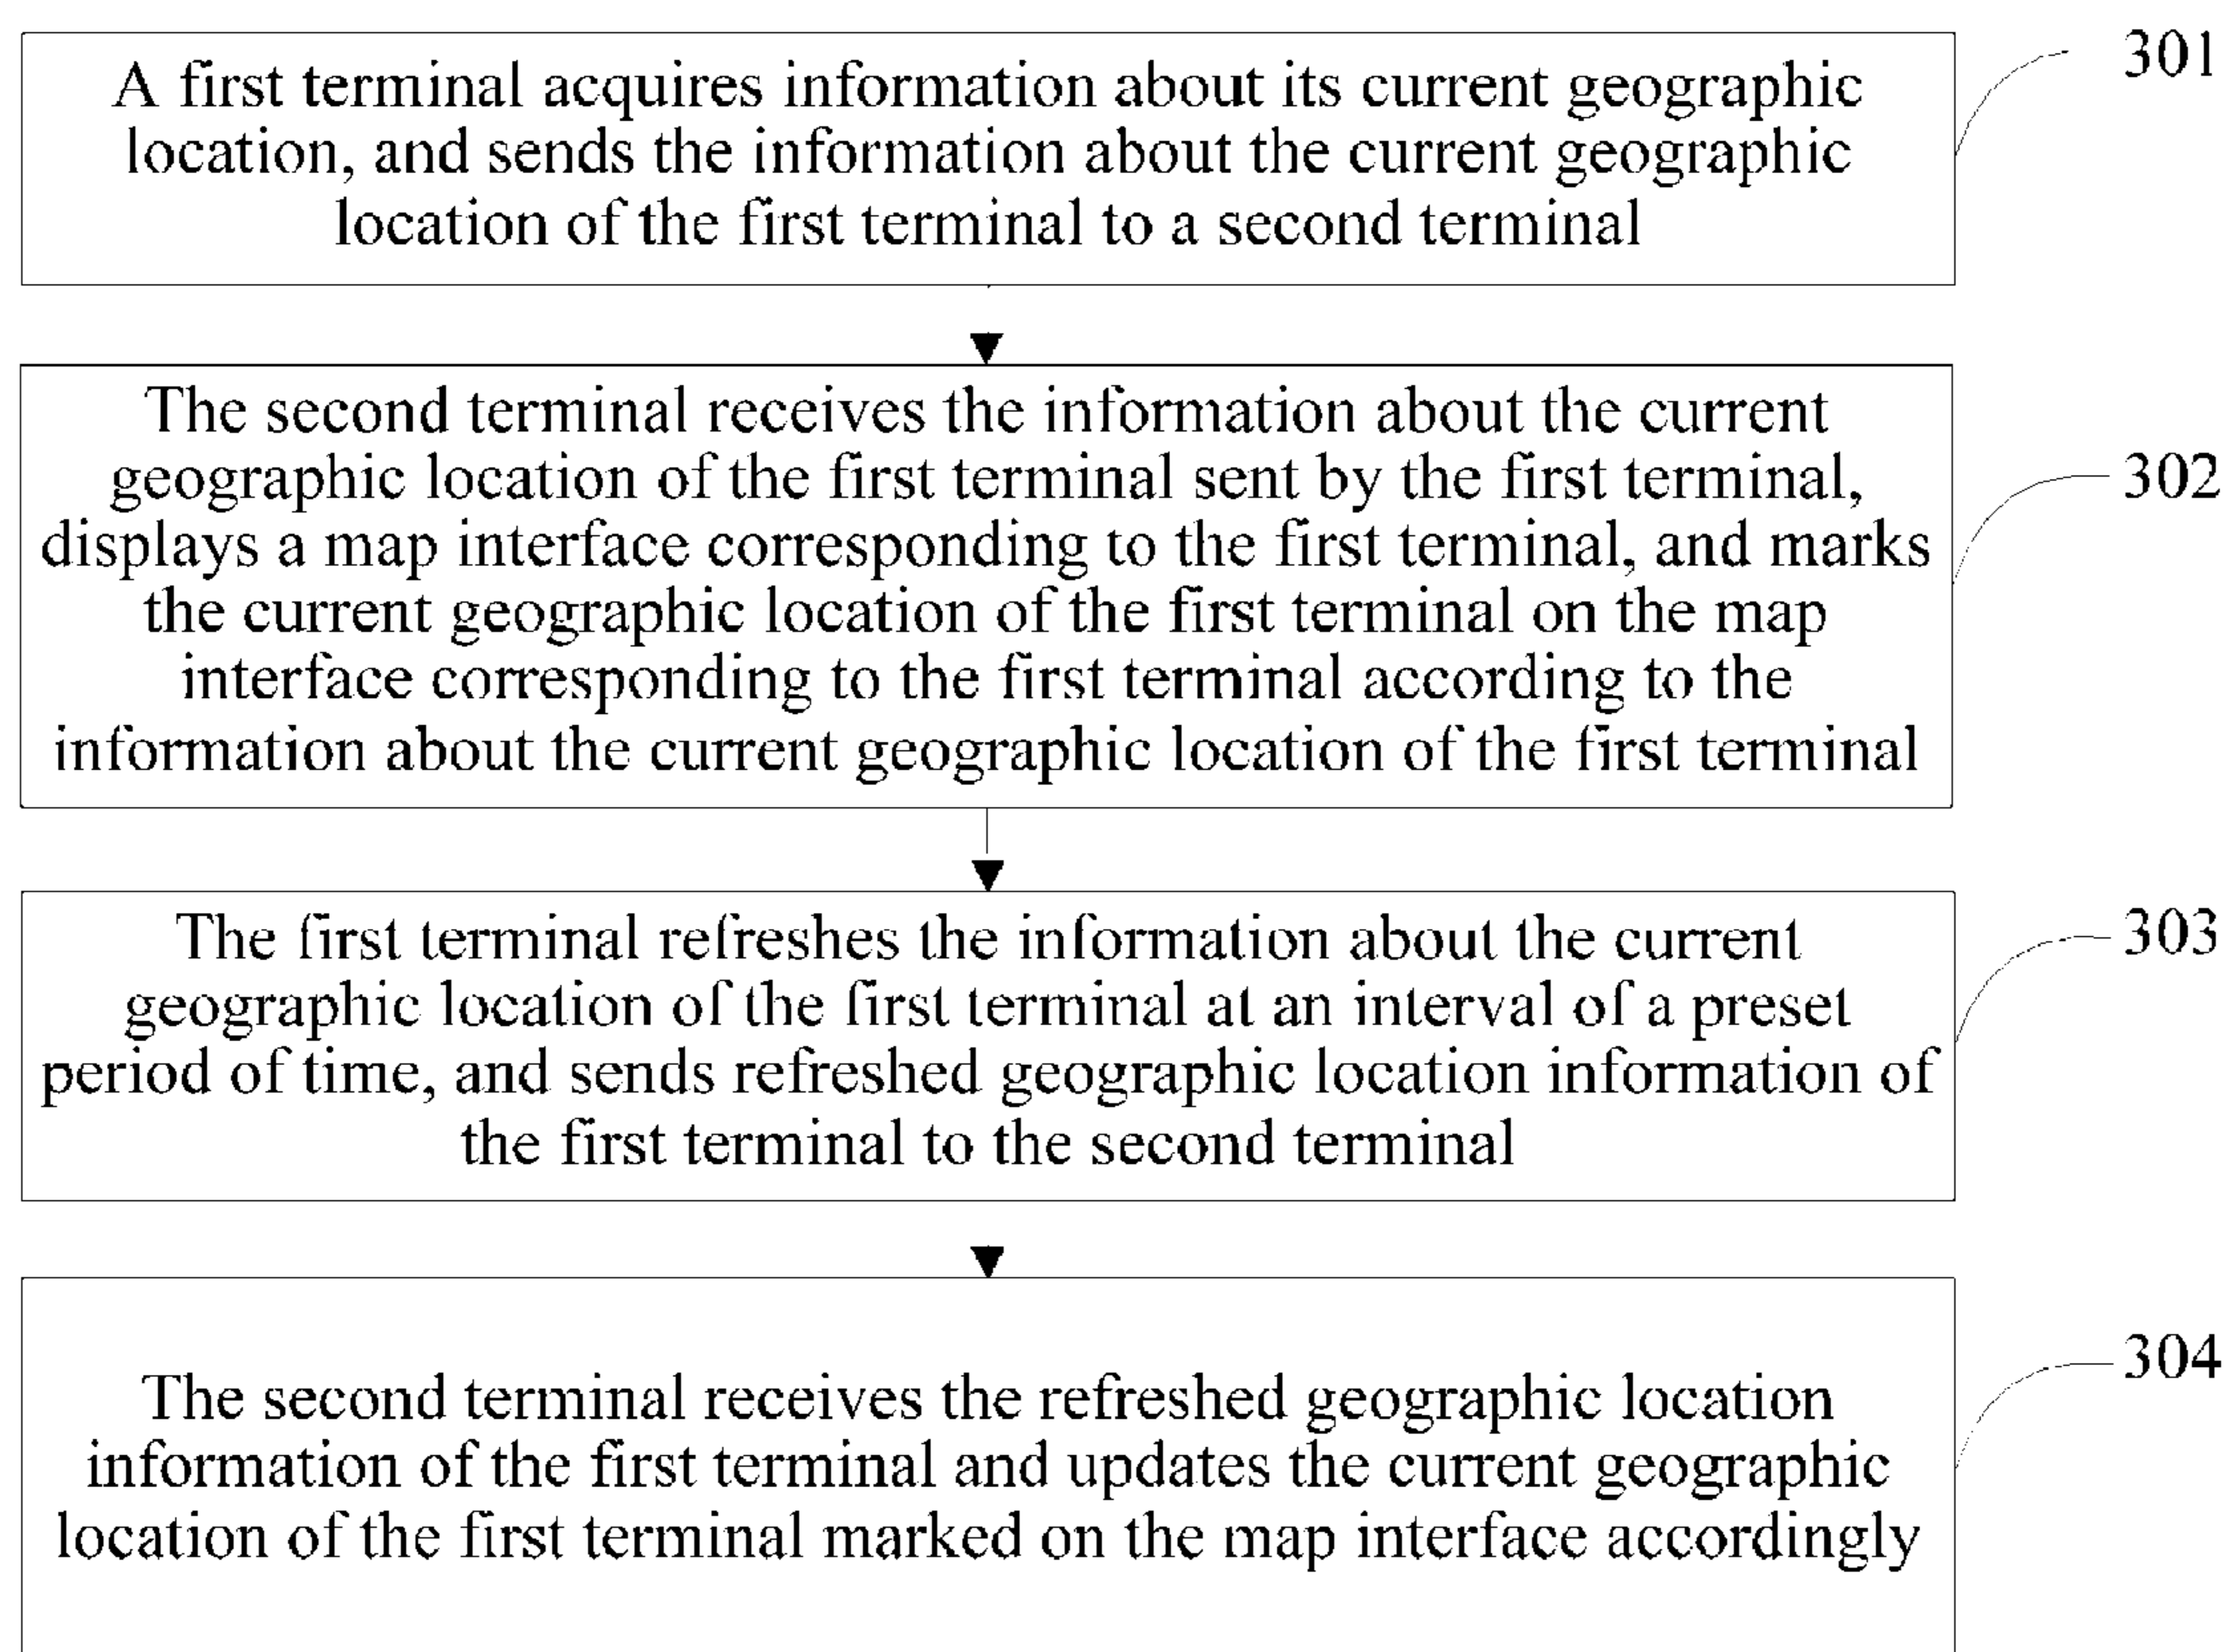 A first terminal acquires information about its current geographic
location, and sends the information about the current geographic
location of the first terminal to a second terminal
301
The second terminal receives the information about the current
geographic location of the first terminal sent by the first terminal,
displays a map interface corresponding to the first terminal, and marks
the current geographic location of the first terminal on the map
interface corresponding to the first terminal according to the
information about the current geographic location of the first terminal
302
The first terminal refreshes the information about the current
geographic location of the first terminal at an interval of a preset
period of time, and sends refreshed geographic location information of
the first terminal to the second terminal
303
The second terminal receives the refreshed geographic location
information of the first terminal and updates the current geographic
location of the first terminal marked on the map interface accordingly
304